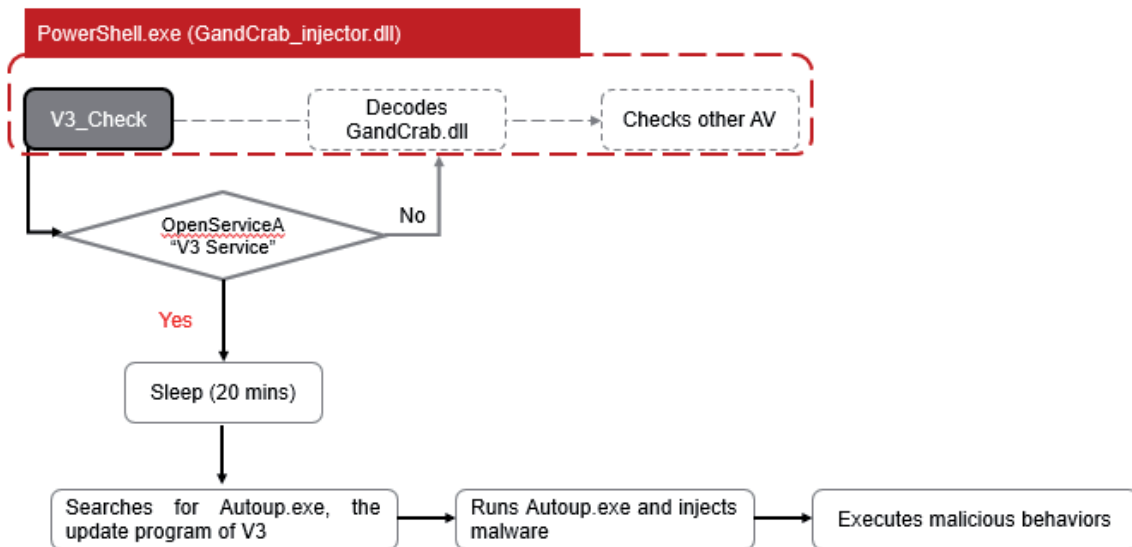 PowerShell.exe (GandCrab_injector.dll)
V3_Check
Decodes
GandCrab.dll
Checks other AV
OpenServiceA
“V3 Service”
No
Yes
Sleep (20 mins)
Searches for Autoup.exe, the
update program of V3
Runs Autoup.exe and injects
malware
Executes malicious behaviors